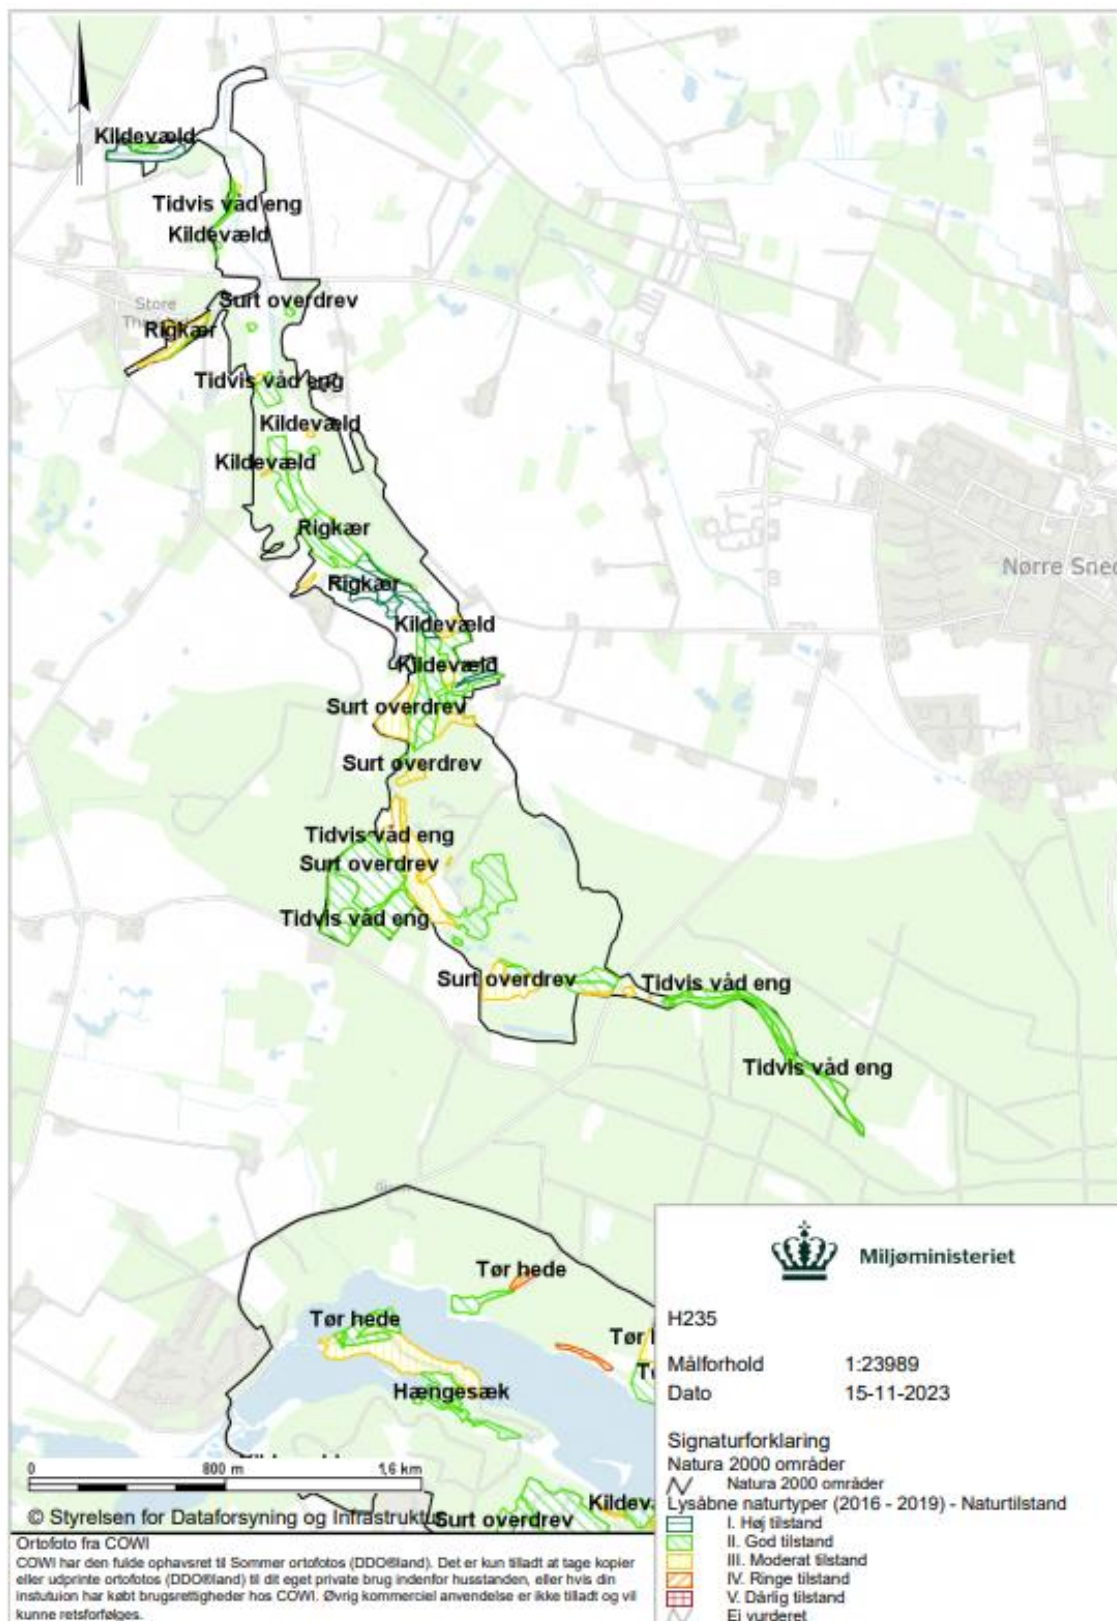 Kildevæld
Tidvis våd eng
Kildevæld
Surt overdrev
Store
Rigkær
Tidvis våd eng
Kildevæld
Kildevæld
Rigkær
Nørre Sned
Rigkær
Kildevæld
Kildevæld
Surt overdrev
Surt overdrev
Tidvis våd eng
Surt overdrev
Tidvis våd eng
Surt overdrev
Tidvis våd eng
Tidvis våd eng
Tør hede
Tør hede
Tør
Hængesæk
Kildevæ
Surt overdrev
0 800 m 1,6 km
© Styrelsen for Dataforsyning og Infrastruktur
Ortofoto fra COWI
COWI har den fulde ophavsret til Sommer ortofotos (DDO®land). Det er kun tilladt at tage kopier
eller udprinte ortofotos (DDO®land) til dit eget private brug indenfor husstanden, eller hvis din
instutuion har købt brugsrettigheder hos COWI. Øvrig kommerciel anvendelse er ikke tilladt og vil
kunne retsforfølges.
Miljøministeriet
H235
Målforhold 1:23989
Dato 15-11-2023
Signaturforklaring
Natura 2000 områder
Natura 2000 områder
Lysåbne naturtyper (2016 - 2019) - Naturtilstand
I. Høj tilstand
II. God tilstand
III. Moderat tilstand
IV. Ringe tilstand
V. Dårlig tilstand
Ej vurderet